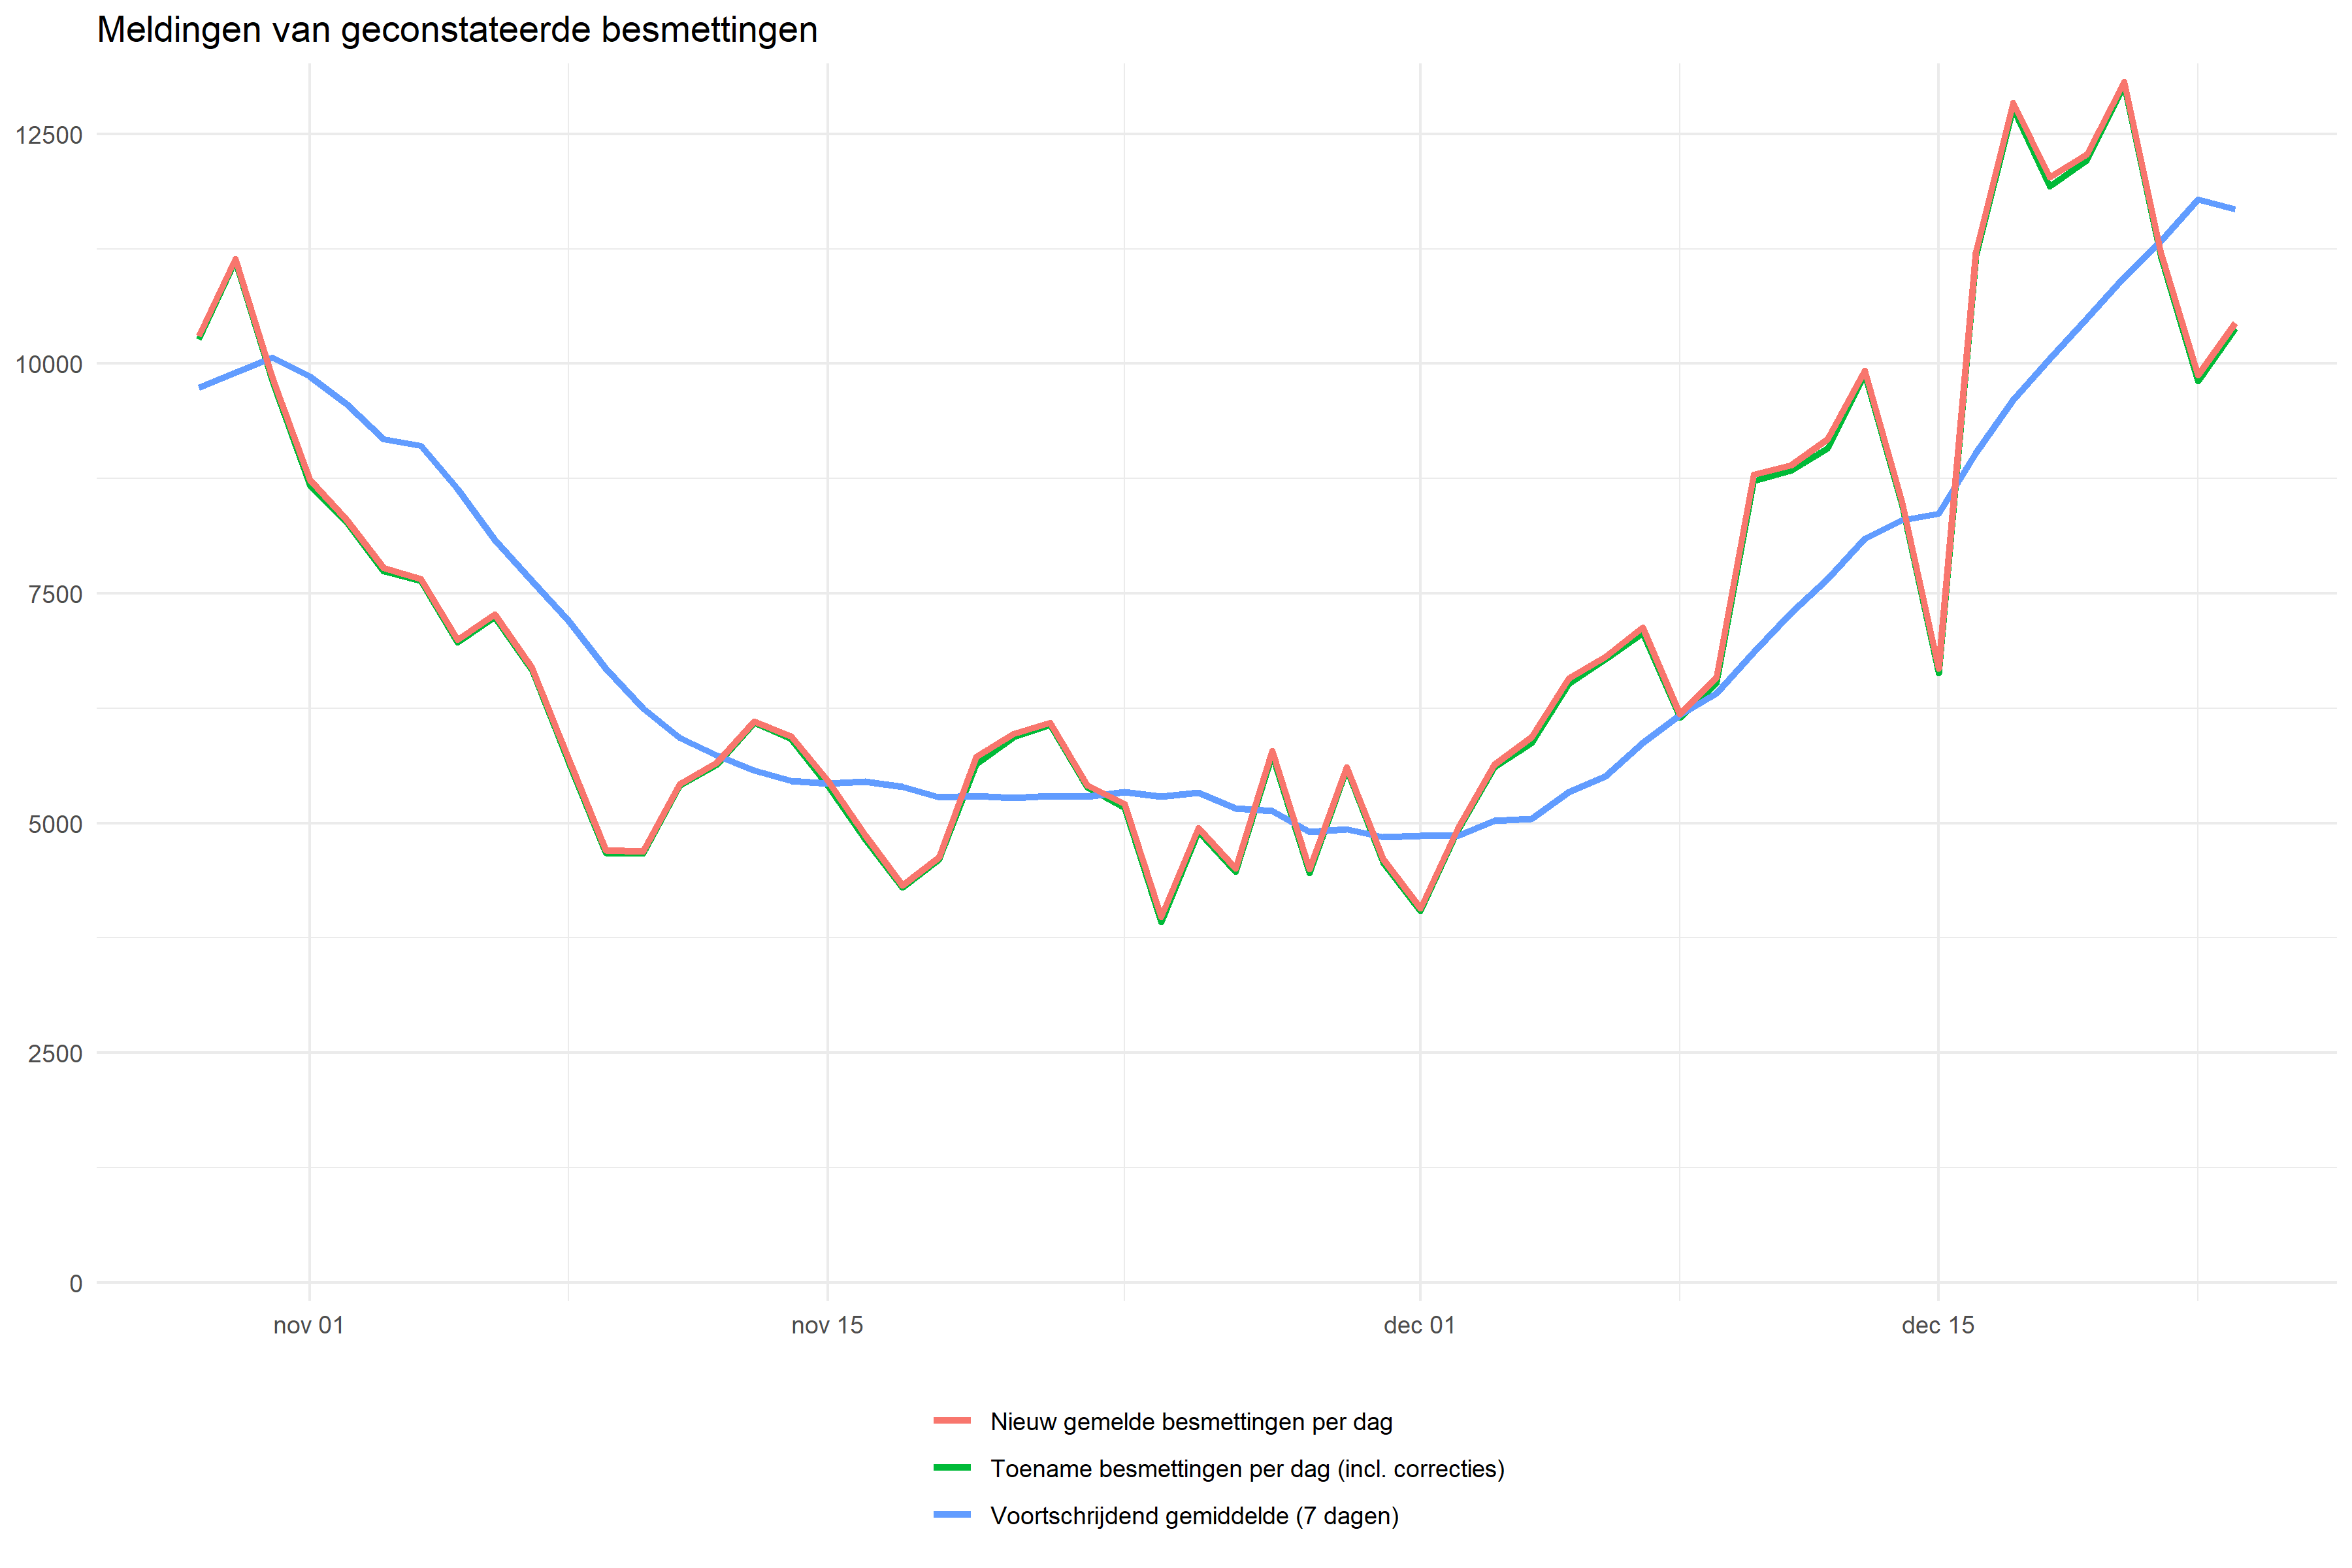 Meldingen van geconstateerde besmettingen
12500
10000
7500
5000
2500
0
nov 01
nov 15
dec 01
dec 15
Nieuw gemelde besmettingen per dag
Toename besmettingen per dag (incl. correcties)
Voortschrijdend gemiddelde (7 dagen)